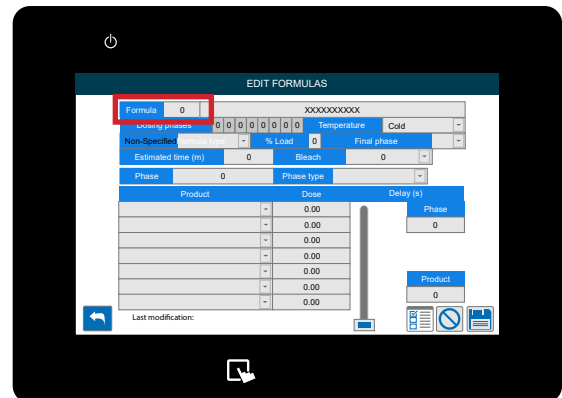 EDIT FORMULAS
Formula 0 XXXXXXXXXX
Dosing phases 0 0 0 0 0 0 0 0 Temperature Cold
Non-Specified Formula type % Load 0 Final phase
Estimated time (m) 0 Bleach 0
Phase 0 Phase type
Product Dose Delay (s)
0.00 Phase
0.00 0
0.00
0.00
0.00 Product
0.00 0
0.00
Last modification: